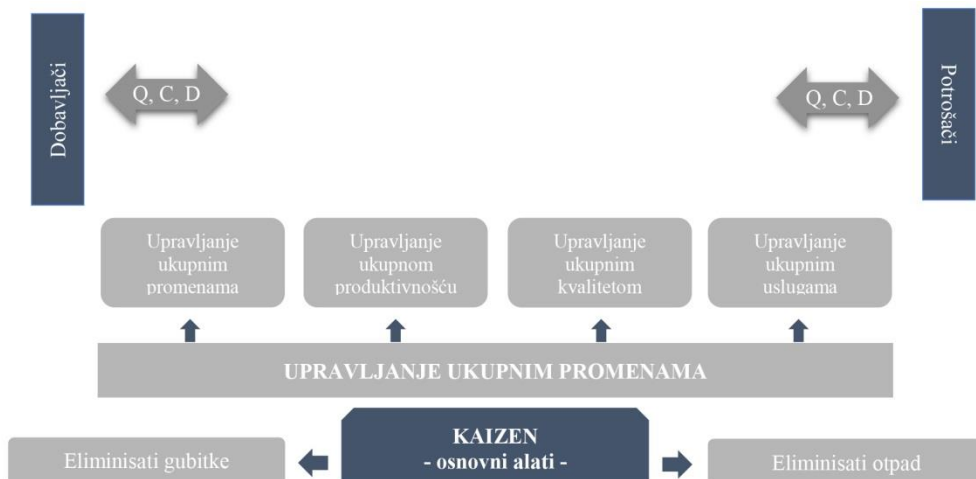 Dobavljači
Q, C, D
Q, C, D
Potrošači
Upravljanje
ukupnim
promenama
Upravljanje
ukupnom
produktivnošću
Upravljanje
ukupnim
kvalitetom
Upravljanje
ukupnim
uslugama
UPRAVLJANJE UKUPNIM PROMENAMA
Eliminisati gubitke
KAIZEN
- osnovni alati -
Eliminisati otpad